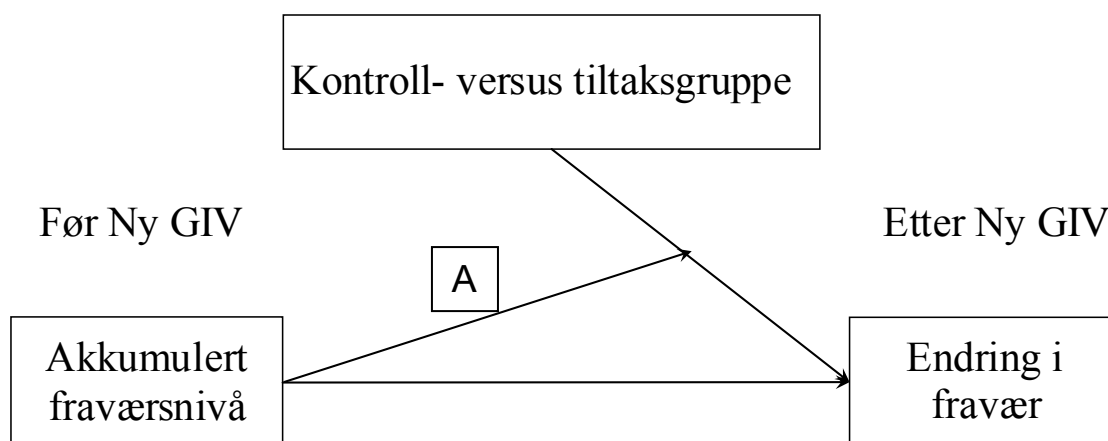 Kontroll- versus tiltaksgruppe
Før Ny GIV
Etter Ny GIV
A
Akkumulert
fraværsnivå
Endring i
fravær